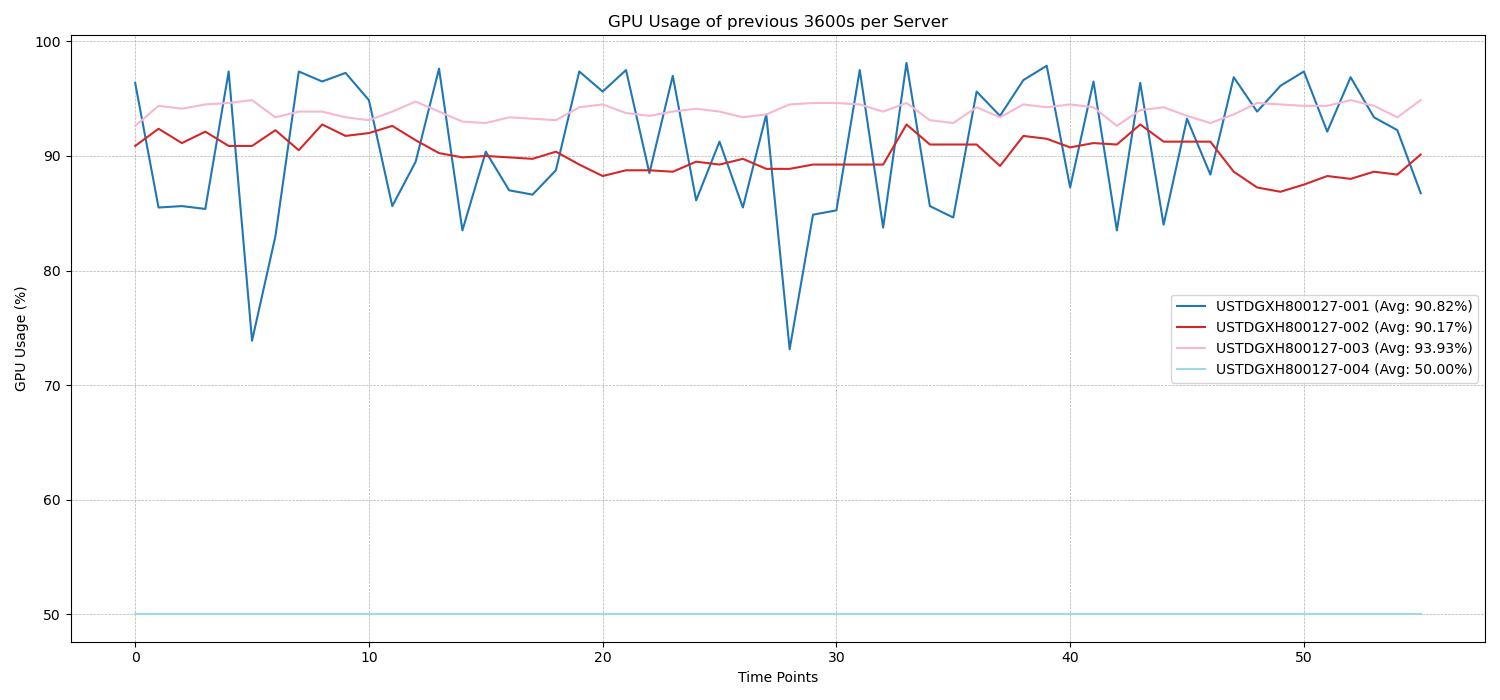 GPU Usage of previous 3600s per Server
100
90
80
70
60
50
GPU Usage (%)
USTDGXH800127-001 (Avg: 90.82%)
USTDGXH800127-002 (Avg: 90.17%)
USTDGXH800127-003 (Avg: 93.93%)
USTDGXH800127-004 (Avg: 50.00%)
0 10 20 30 40 50
Time Points